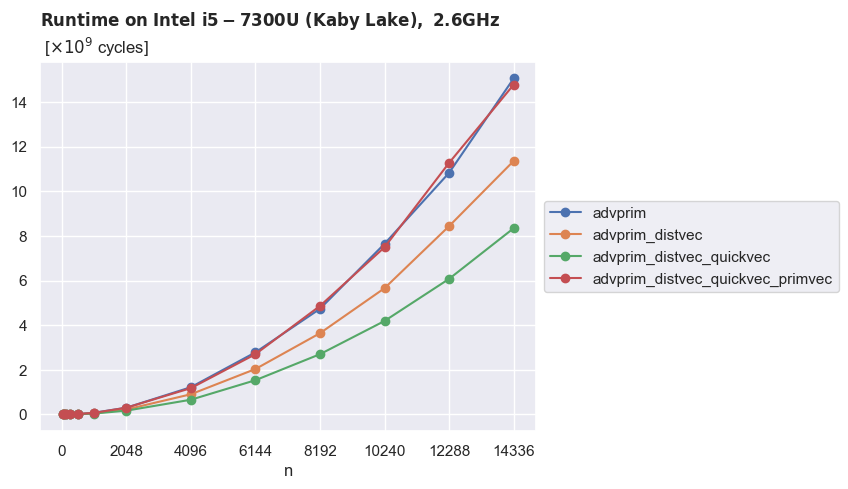 Runtime on Intel i5 − 7300U (Kaby Lake), 2.6GHz
[×10⁹ cycles]
14
12
10
8
6
4
2
0
0 2048 4096 6144 8192 10240 12288 14336
n
advprim
advprim_distvec
advprim_distvec_quickvec
advprim_distvec_quickvec_primvec